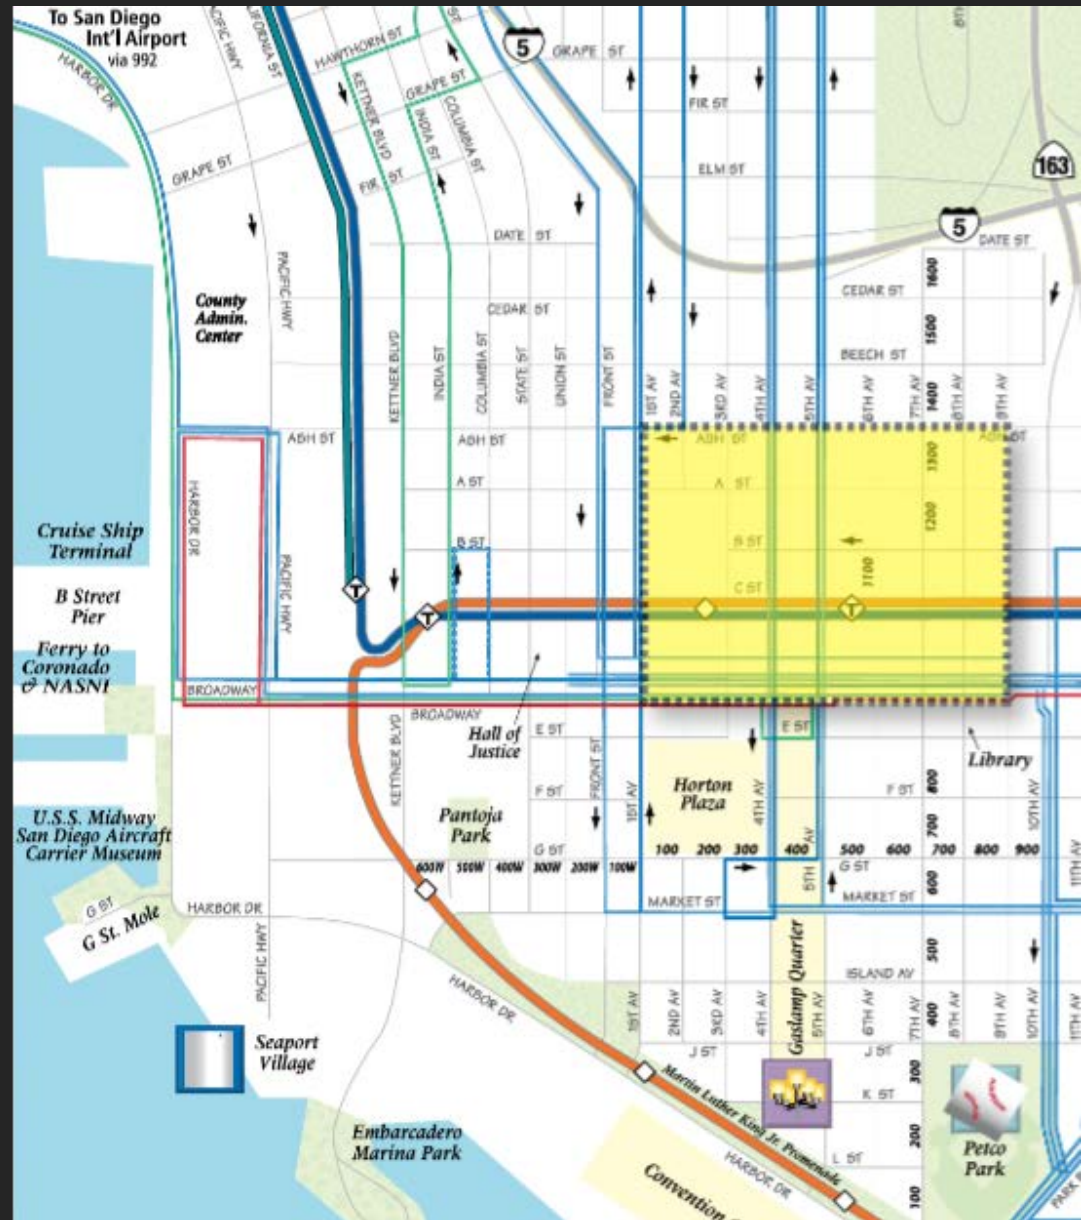 To San Diego
Int'l Airport
via 992
HARBOR DR
PACIFIC HWY
CALIFORNIA ST
HAWTHORN ST
GRAPE ST
KETTNER BLVD
INDIA ST
COLUMBIA ST
FIR ST
GRAPE ST
5
GRAPE ST
FIR ST
ELM ST
163
5
DATE ST
DATE ST
CEDAR ST
CEDAR ST
BEECH ST
County
Admin.
Center
PACIFIC HWY
KETTNER BLVD
INDIA ST
COLUMBIA ST
STATE ST
UNION ST
FRONT ST
1ST AV
2ND AV
3RD AV
4TH AV
5TH AV
6TH AV
7TH AV
8TH AV
9TH AV
1600
1500
1400
1300
1200
1100
ASH ST
ASH ST
ASH ST
ASH ST
A ST
A ST
B ST
B ST
C ST
HARBOR DR
PACIFIC HWY
Cruise Ship
Terminal
B Street
Pier
Ferry to
Coronado
& NASNI
T
T
T
BROADWAY
BROADWAY
Hall of
Justice
E ST
E ST
Library
KETTNER BLVD
FRONT ST
1ST AV
4TH AV
5TH AV
10TH AV
11TH AV
F ST
F ST
Horton
Plaza
Pantoja
Park
G ST
G ST
800
700
600
500
400
300
200
100
600W
500W
400W
300W
200W
100W
100
200
300
400
500
600
700
800
900
MARKET ST
MARKET ST
U.S.S. Midway
San Diego Aircraft
Carrier Museum
G ST
G St. Mole
HARBOR DR
PACIFIC HWY
HARBOR DR.
ISLAND AV
Gaslamp Quarter
1ST AV
2ND AV
3RD AV
4TH AV
5TH AV
6TH AV
7TH AV
8TH AV
9TH AV
10TH AV
11TH AV
J ST
J ST
K ST
L ST
Seaport
Village
Martin Luther King Jr. Promenade
HARBOR DR
Embarcadero
Marina Park
Petco
Park